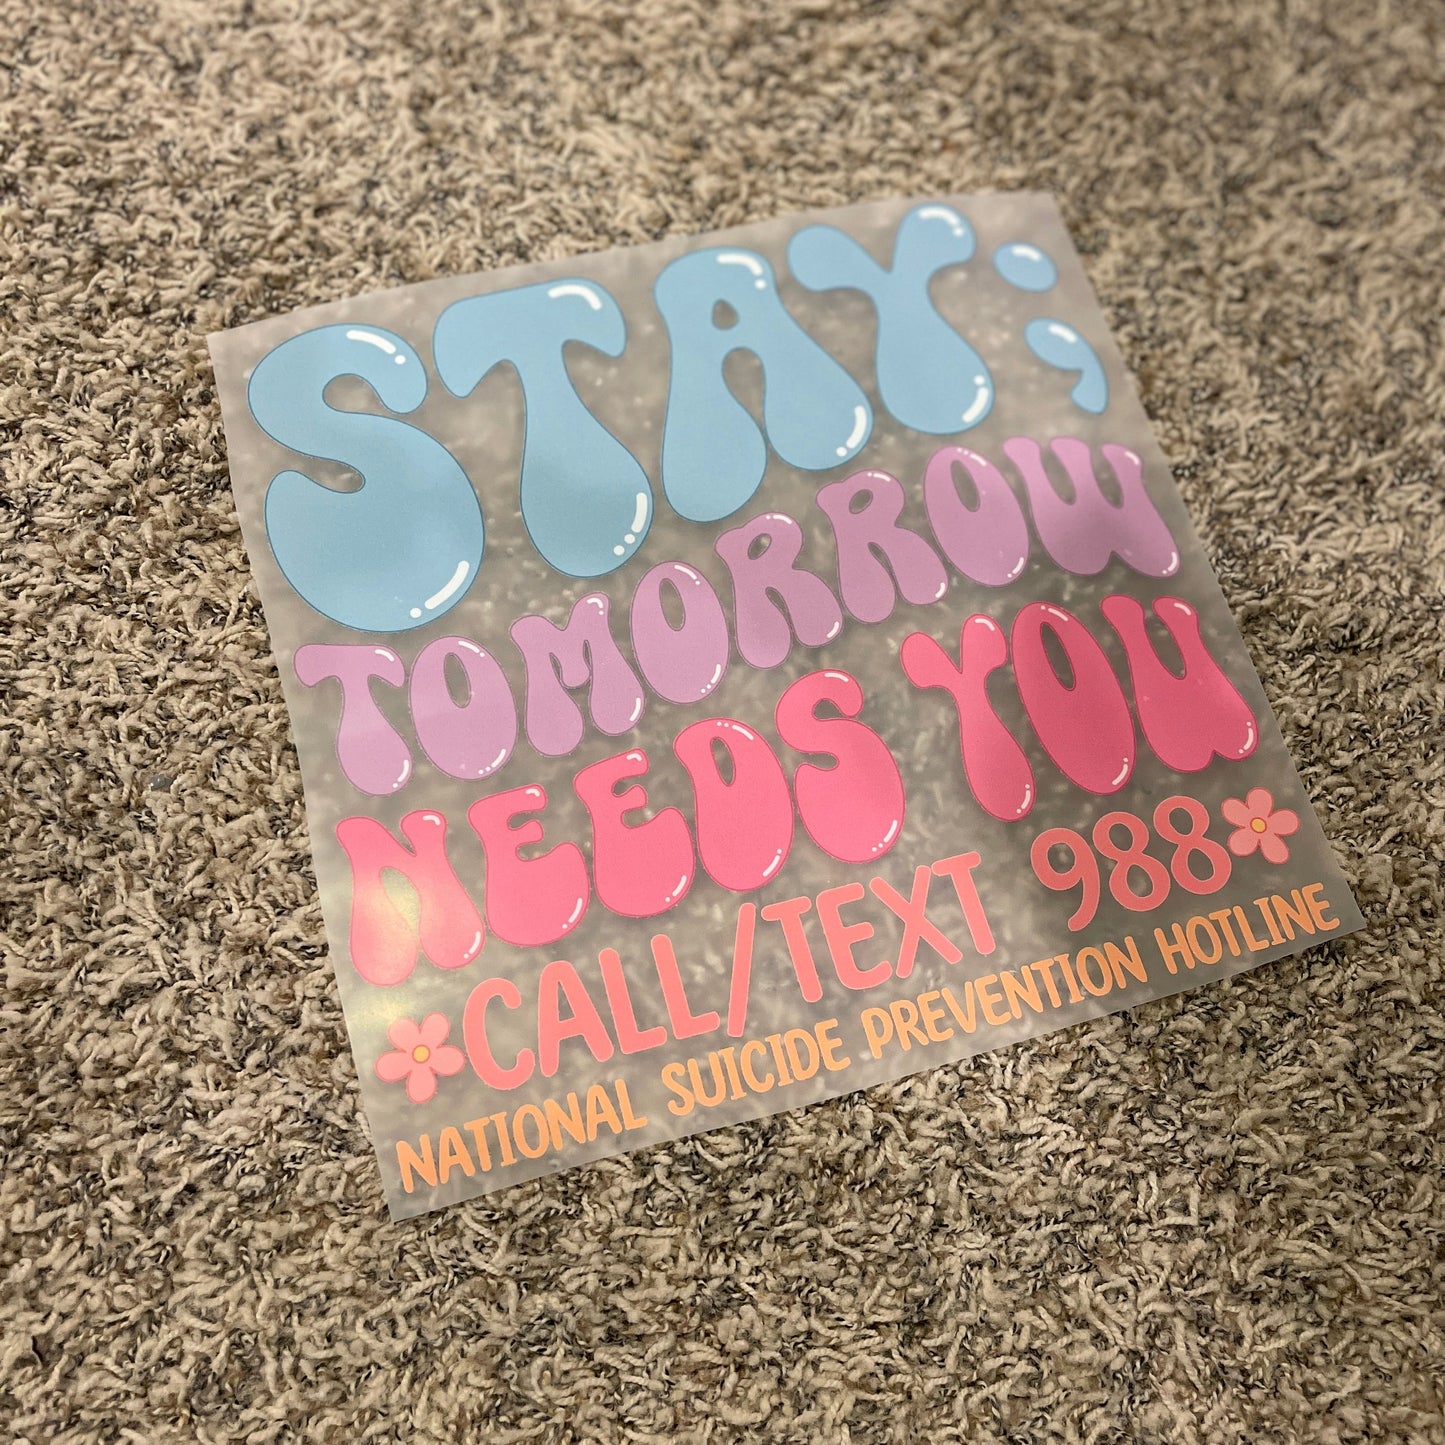 STAY;
TOMORROW
NEEDS YOU
CALL/TEXT 988
NATIONAL SUICIDE PREVENTION HOTLINE